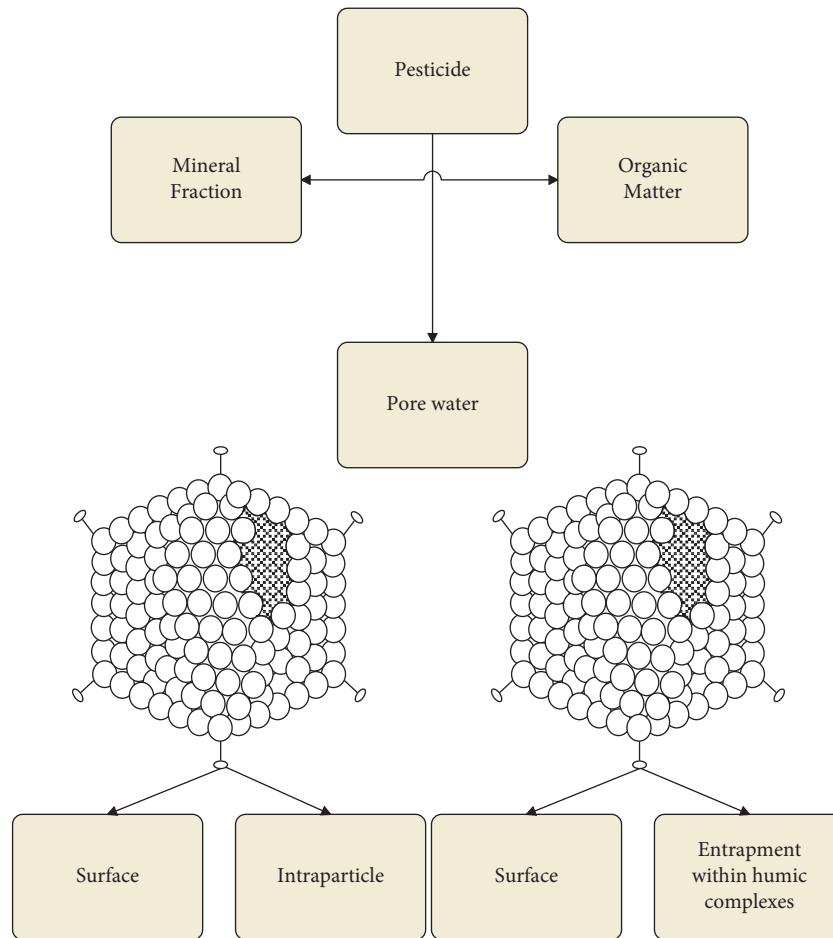 Pesticide
Mineral
Fraction
Organic
Matter
Pore water
Surface
Intraparticle
Surface
Entrapment
within humic
complexes